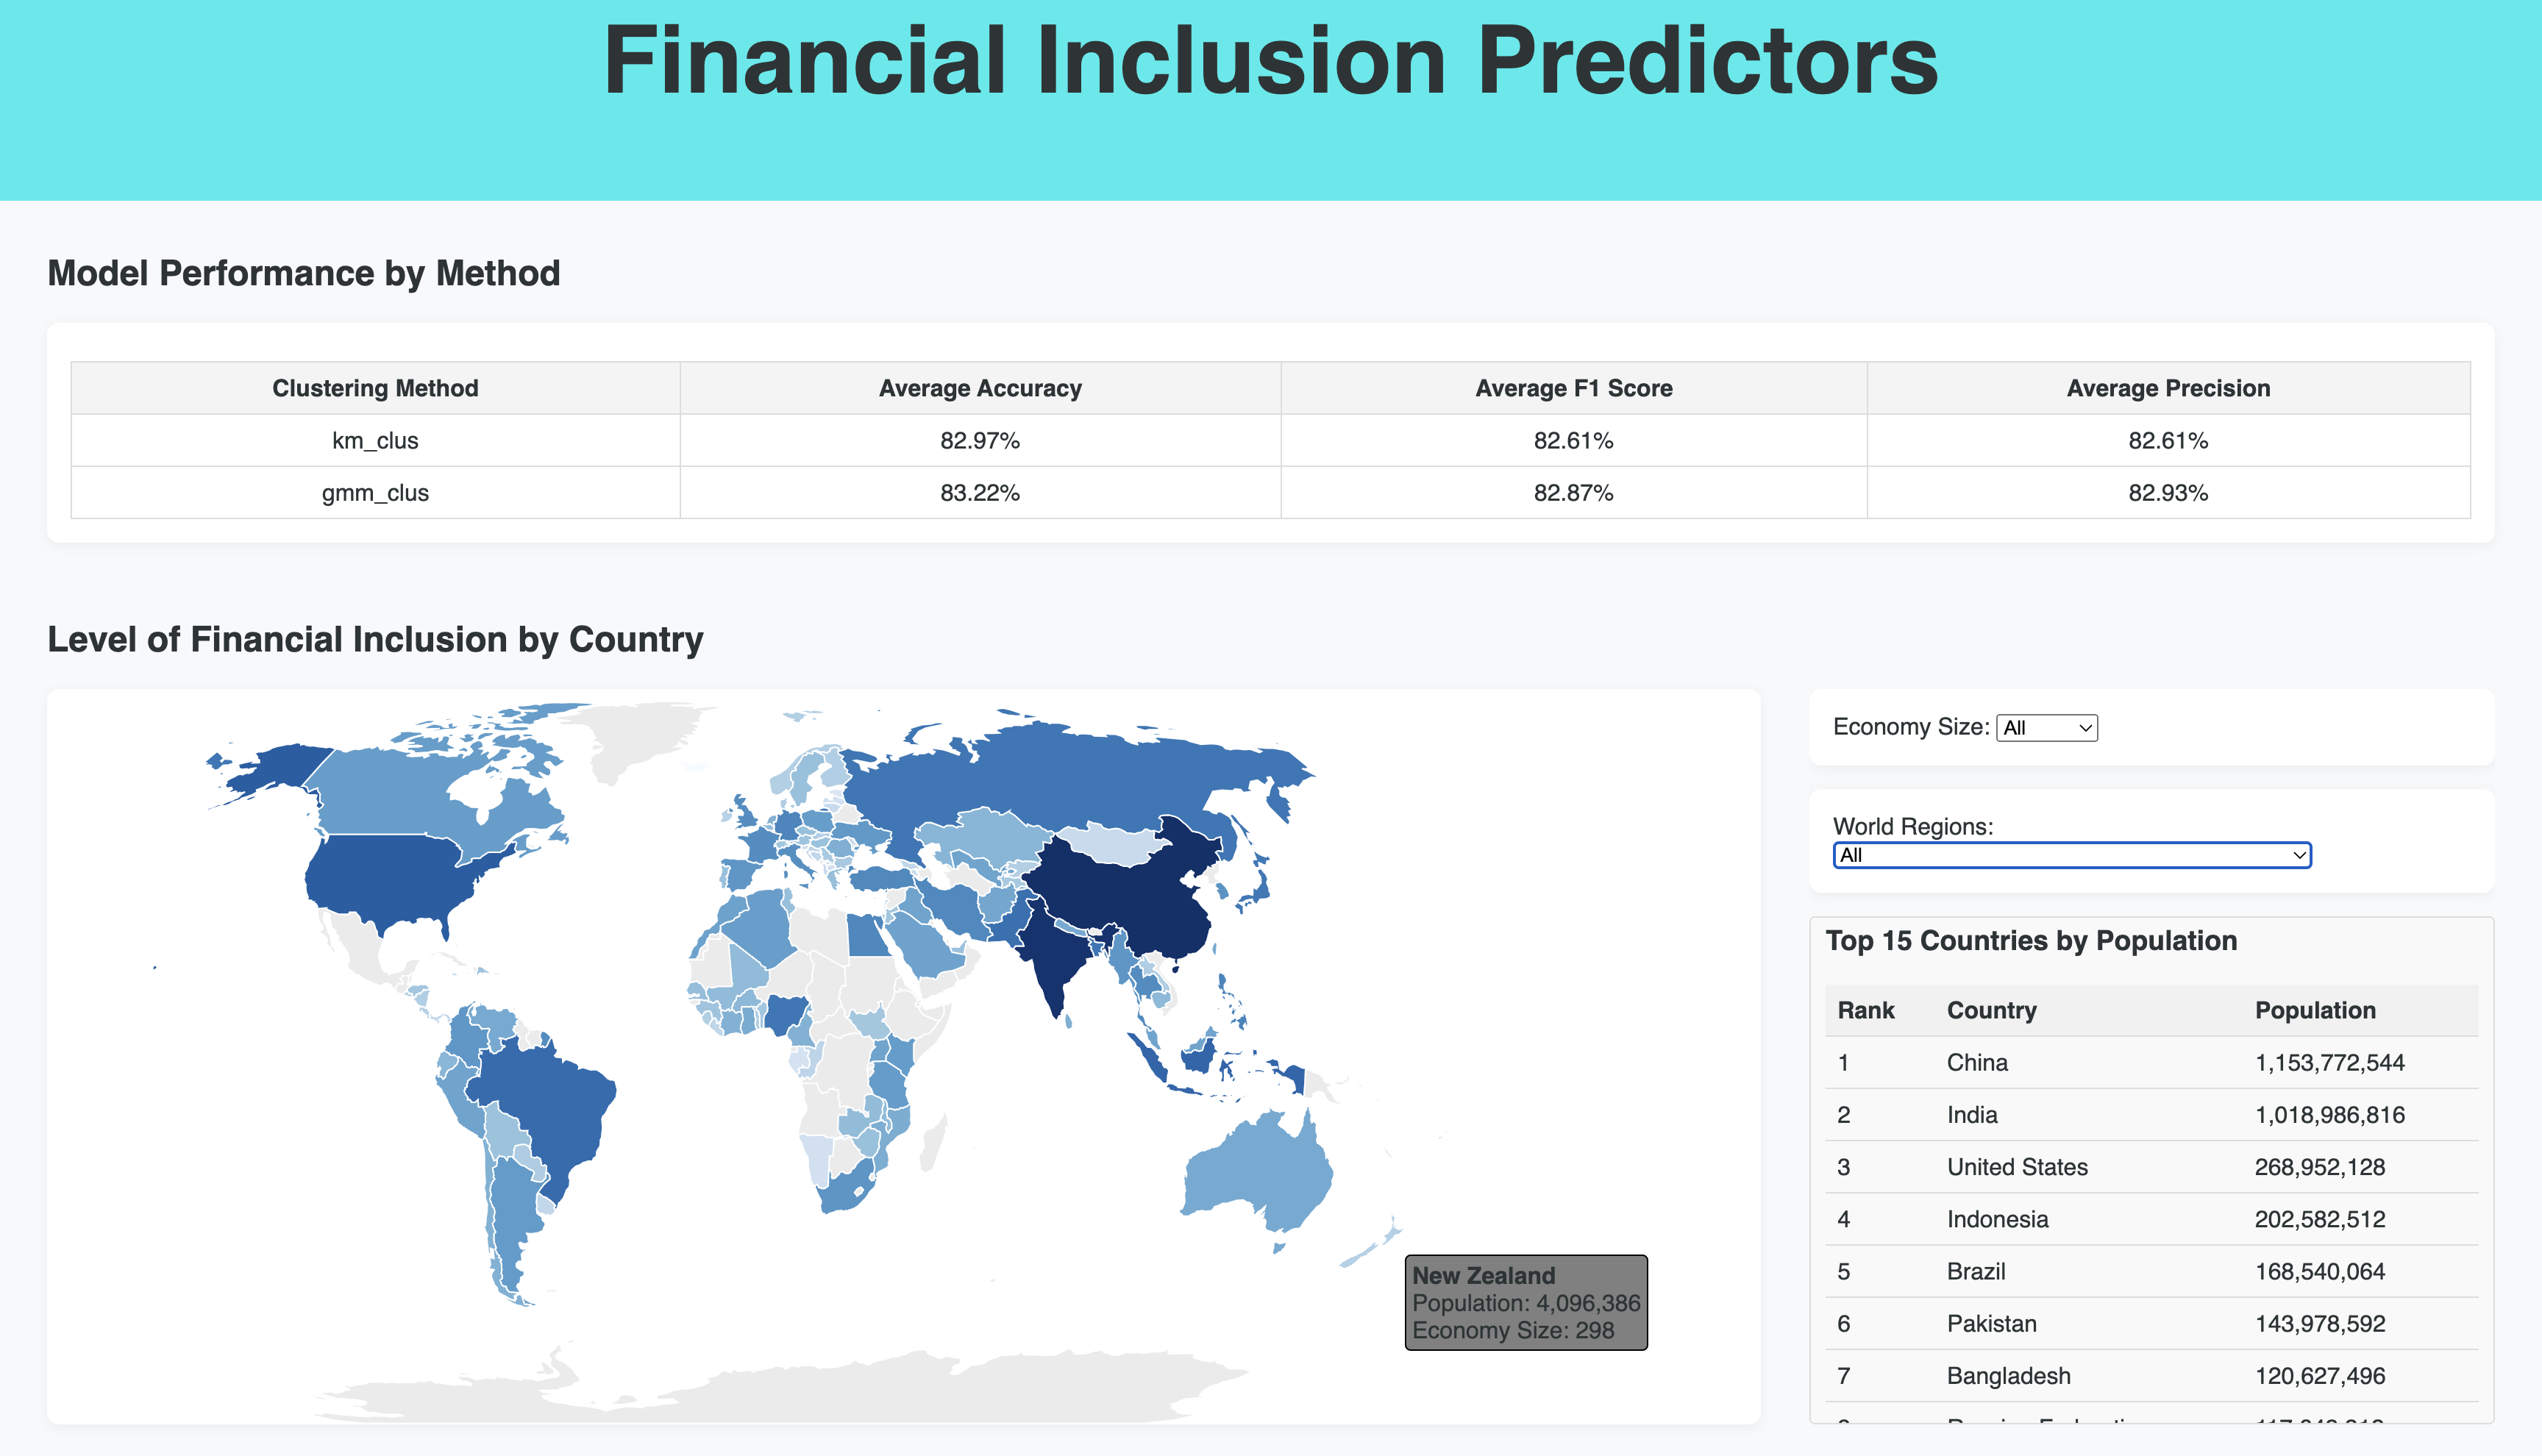 Financial Inclusion Predictors
Model Performance by Method
Clustering Method Average Accuracy Average F1 Score Average Precision
km_clus 82.97% 82.61% 82.61%
gmm_clus 83.22% 82.87% 82.93%
Level of Financial Inclusion by Country
New Zealand
Population: 4,096,386
Economy Size: 298
Economy Size: All
World Regions:
All
Top 15 Countries by Population
Rank Country Population
1 China 1,153,772,544
2 India 1,018,986,816
3 United States 268,952,128
4 Indonesia 202,582,512
5 Brazil 168,540,064
6 Pakistan 143,978,592
7 Bangladesh 120,627,496